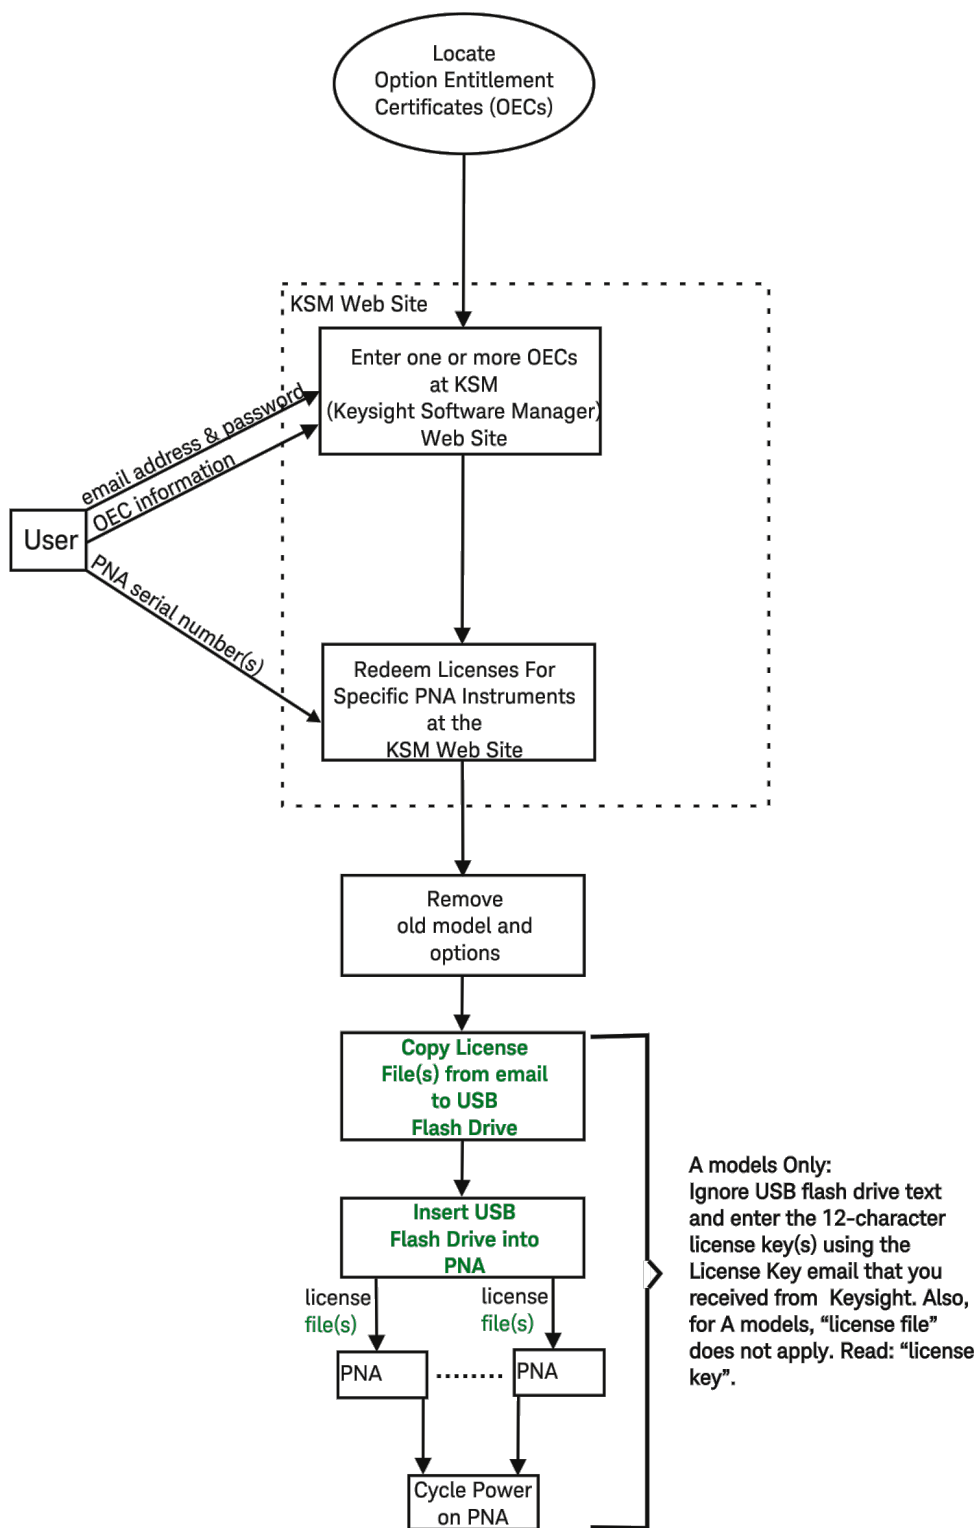 Locate
Option Entitlement
Certificates (OECs)
KSM Web Site
Enter one or more OECs
at KSM
(Keysight Software Manager)
Web Site
email address & password
OEC information
User
PNA serial number(s)
Redeem Licenses For
Specific PNA Instruments
at the
KSM Web Site
Remove
old model and
options
Copy License
File(s) from email
to USB
Flash Drive
Insert USB
Flash Drive into
PNA
license
file(s)
license
file(s)
PNA
........
PNA
Cycle Power
on PNA
A models Only:
Ignore USB flash drive text
and enter the 12-character
license key(s) using the
License Key email that you
received from  Keysight. Also,
for A models, “license file”
does not apply. Read: “license
key”.